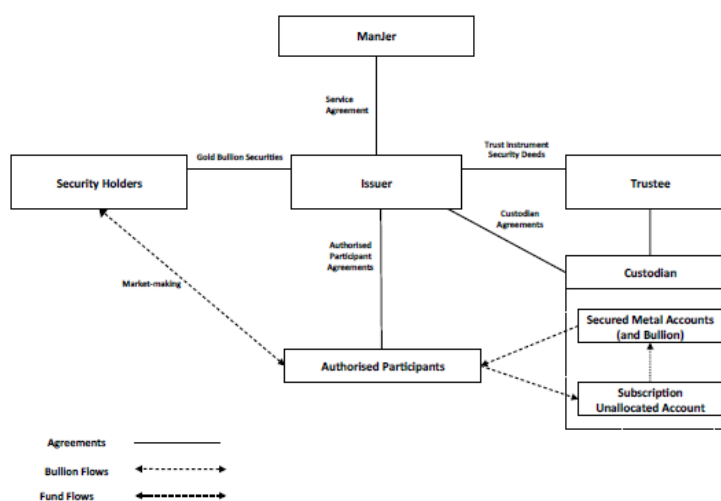 ManJer
Service
Agreement
Gold Bullion Securities
Trust Instrument
Security Deeds
Security Holders
Issuer
Trustee
Custodian
Agreements
Authorised
Participant
Agreements
Custodian
Market-making
Secured Metal Accounts
(and Bullion)
Authorised Participants
Subscription
Unallocated Account
Agreements
Bullion Flows
Fund Flows